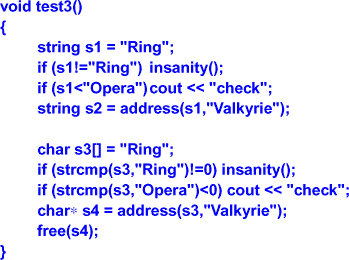 void test3()
{
string s1 = "Ring";
if (s1!="Ring") insanity();
if (s1<"Opera") cout << "check";
string s2 = address(s1,"Valkyrie");
char s3[] = "Ring";
if (strcmp(s3,"Ring")!=0) insanity();
if (strcmp(s3,"Opera")<0) cout << "check";
char* s4 = address(s3,"Valkyrie");
free(s4);
}